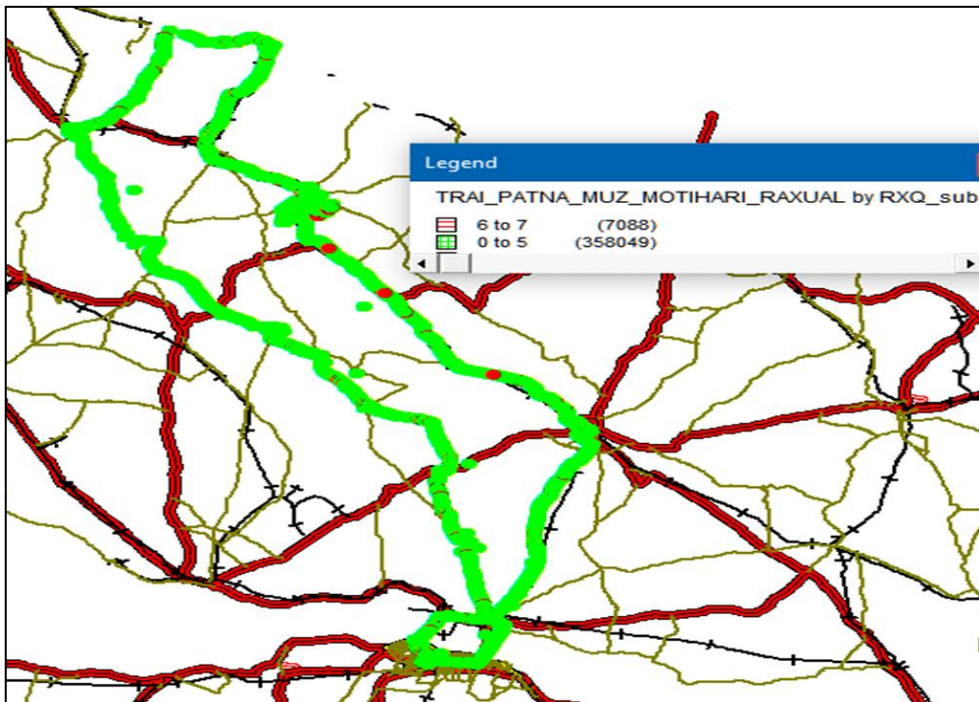 Legend
TRAI_PATNA_MUZ_MOTIHARI_RAXUAL by RXQ_sub
6 to 7 (7088)
0 to 5 (358049)